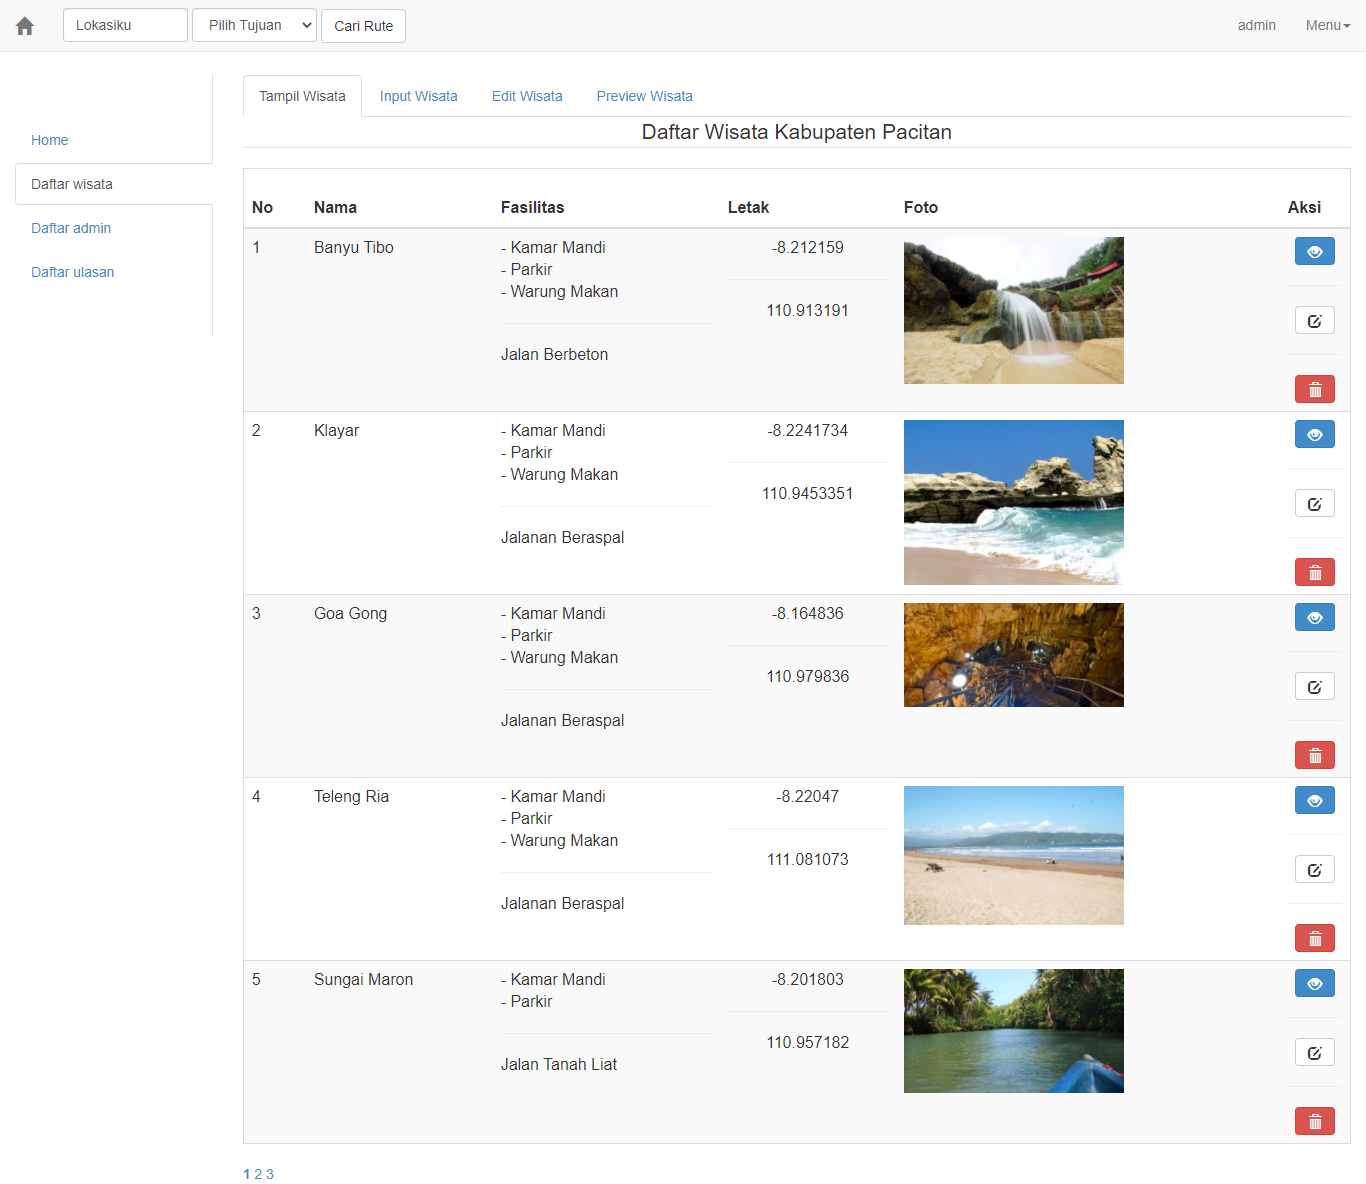 Lokasiku Pilih Tujuan Cari Rute admin Menu
Home
Daftar wisata
Daftar admin
Daftar ulasan
Tampil Wisata Input Wisata Edit Wisata Preview Wisata
Daftar Wisata Kabupaten Pacitan
No Nama Fasilitas Letak Foto Aksi
1 Banyu Tibo - Kamar Mandi -8.212159
- Parkir
- Warung Makan 110.913191
Jalan Berbeton
2 Klayar - Kamar Mandi -8.2241734
- Parkir
- Warung Makan 110.9453351
Jalanan Beraspal
3 Goa Gong - Kamar Mandi -8.164836
- Parkir
- Warung Makan 110.979836
Jalanan Beraspal
4 Teleng Ria - Kamar Mandi -8.22047
- Parkir
- Warung Makan 111.081073
Jalanan Beraspal
5 Sungai Maron - Kamar Mandi -8.201803
- Parkir
110.957182
Jalan Tanah Liat
1 2 3